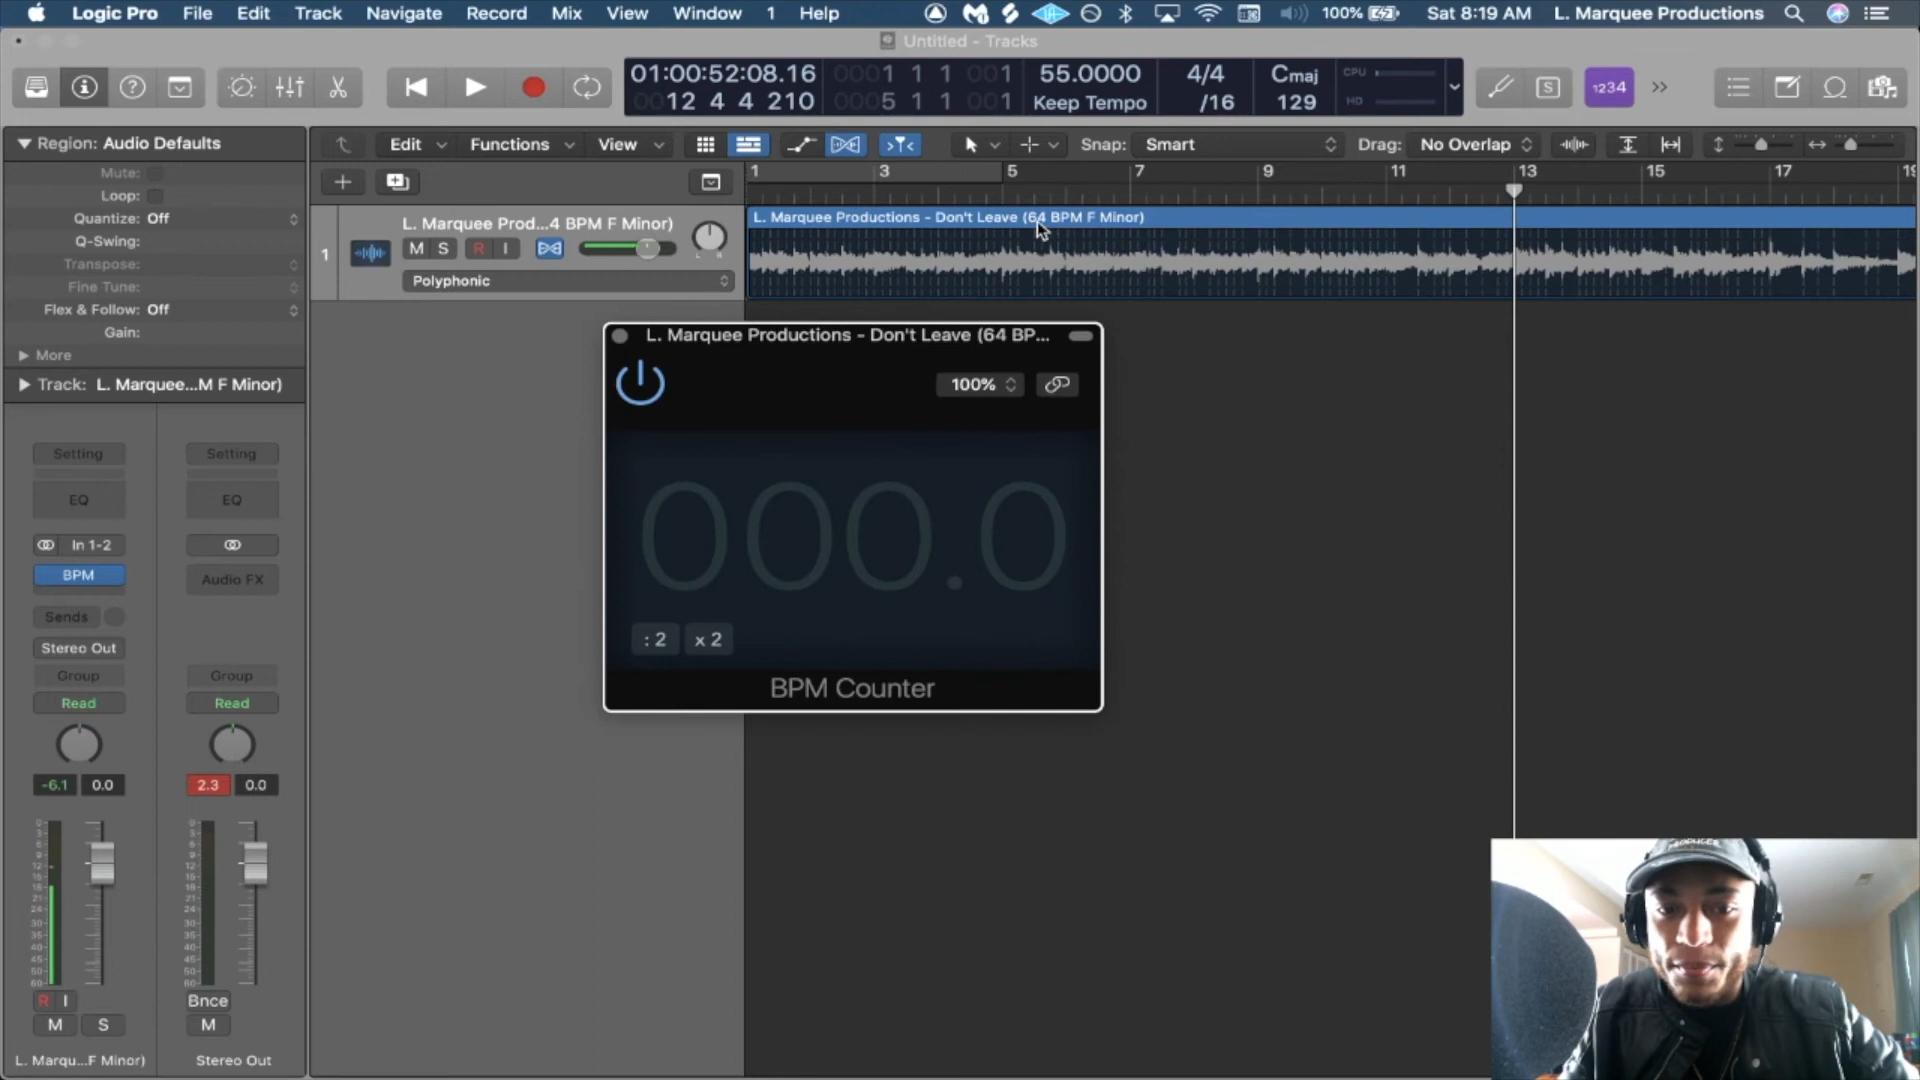 Logic Pro File Edit Track Navigate Record Mix View Window 1 Help 100% Sat 8:19 AM L. Marquee Productions
Untitled - Tracks
01:00:52:08.16 0001 1 1 001 55.0000 4/4 Cmaj CPU
0012 4 4 210 0005 1 1 001 Keep Tempo /16 129 HD
S 1234
Region: Audio Defaults
Edit Functions View Snap: Smart Drag: No Overlap
Mute:
Loop:
Quantize: Off
Q-Swing:
Transpose:
Fine Tune:
Flex & Follow: Off
Gain:
More
Track: L. Marquee...M F Minor)
1 3 5 7 9 11 13 15 17 19
L. Marquee Prod...4 BPM F Minor)
1 M S R I
L R
Polyphonic
L. Marquee Productions - Don't Leave (64 BPM F Minor)
L. Marquee Productions - Don't Leave (64 BP...
100%
000.0
: 2 x 2
BPM Counter
Setting Setting
EQ EQ
In 1-2
BPM Audio FX
Sends
Stereo Out
Group Group
Read Read
-6.1 0.0 2.3 0.0
R I Bnce
M S M
L. Marqu...F Minor) Stereo Out
PRODUCER